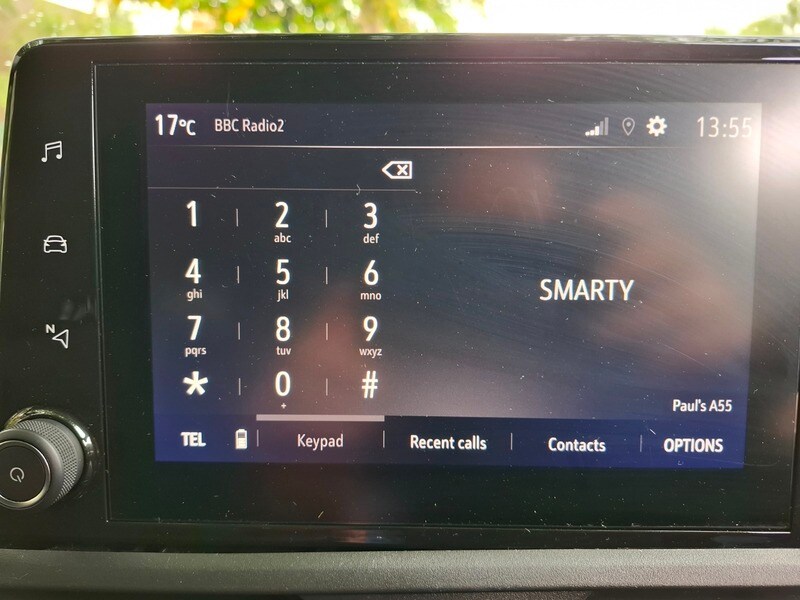 17°C BBC Radio2 13:55
1 2 3
abc def
4 5 6
ghi jkl mno
7 8 9
pqrs tuv wxyz
* 0 #
+
SMARTY
Paul's A55
TEL Keypad Recent calls Contacts OPTIONS
N